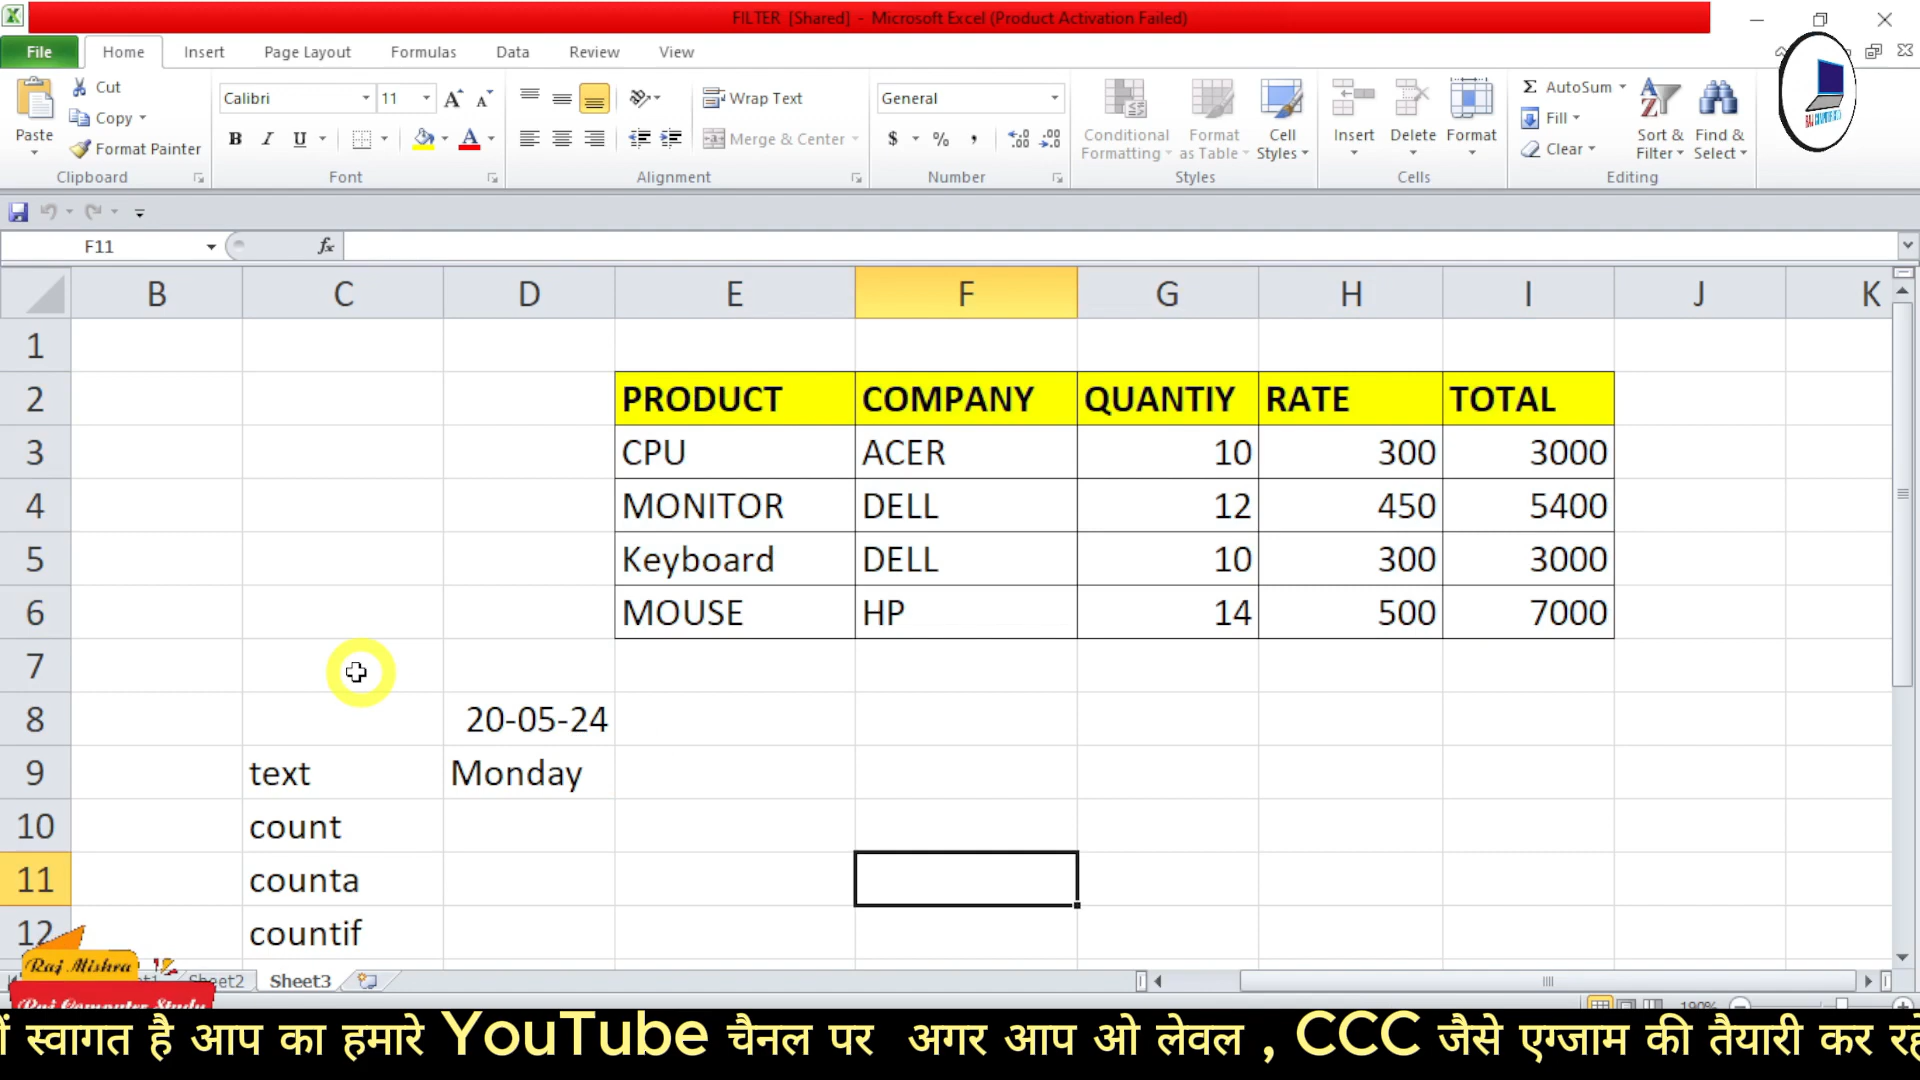 FILTER [Shared] - Microsoft Excel (Product Activation Failed)
File Home Insert Page Layout Formulas Data Review View
Paste
Cut
Copy
Format Painter
Clipboard
Calibri 11
B I U
Font
Wrap Text
Merge & Center
Alignment
General
$ % ,
Number
Conditional Formatting
Format as Table
Cell Styles
Styles
Insert Delete Format
Cells
AutoSum
Fill
Clear
Sort & Filter
Find & Select
Editing
F11
fx
B C D E F G H I J K
1
2 PRODUCT COMPANY QUANTIY RATE TOTAL
3 CPU ACER 10 300 3000
4 MONITOR DELL 12 450 5400
5 Keyboard DELL 10 300 3000
6 MOUSE HP 14 500 7000
7
8 20-05-24
9 text Monday
10 count
11 counta
12 countif
Raj Mishra
Raj Computer Study
Sheet2 Sheet3
190%
स्वागत है आप का हमारे YouTube चैनल पर अगर आप ओ लेवल , CCC जैसे एग्जाम की तैयारी कर